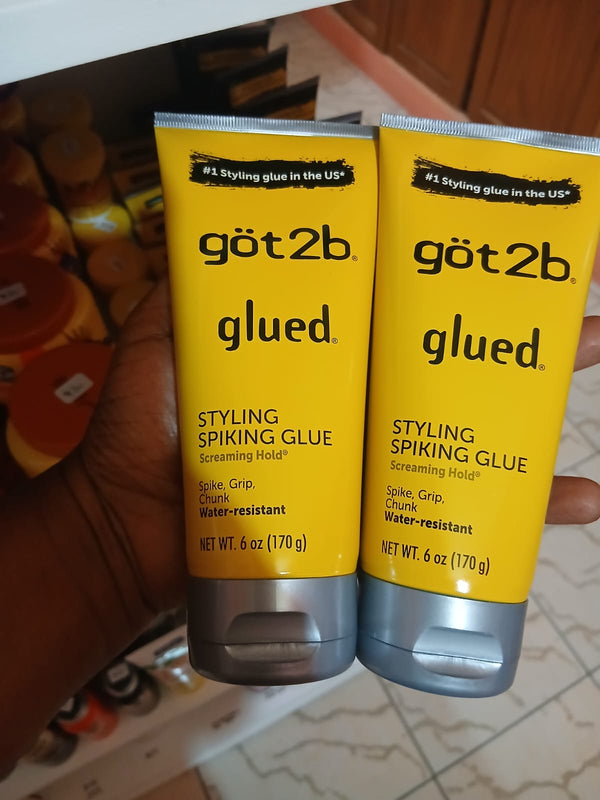 #1 Styling glue in the US*
göt2b®
glued®
STYLING
SPIKING GLUE
Screaming Hold®
Spike, Grip,
Chunk
Water-resistant
NET WT. 6 oz (170 g)
#1 Styling glue in the US*
göt2b®
glued®
STYLING
SPIKING GLUE
Screaming Hold®
Spike, Grip,
Chunk
Water-resistant
NET WT. 6 oz (170 g)